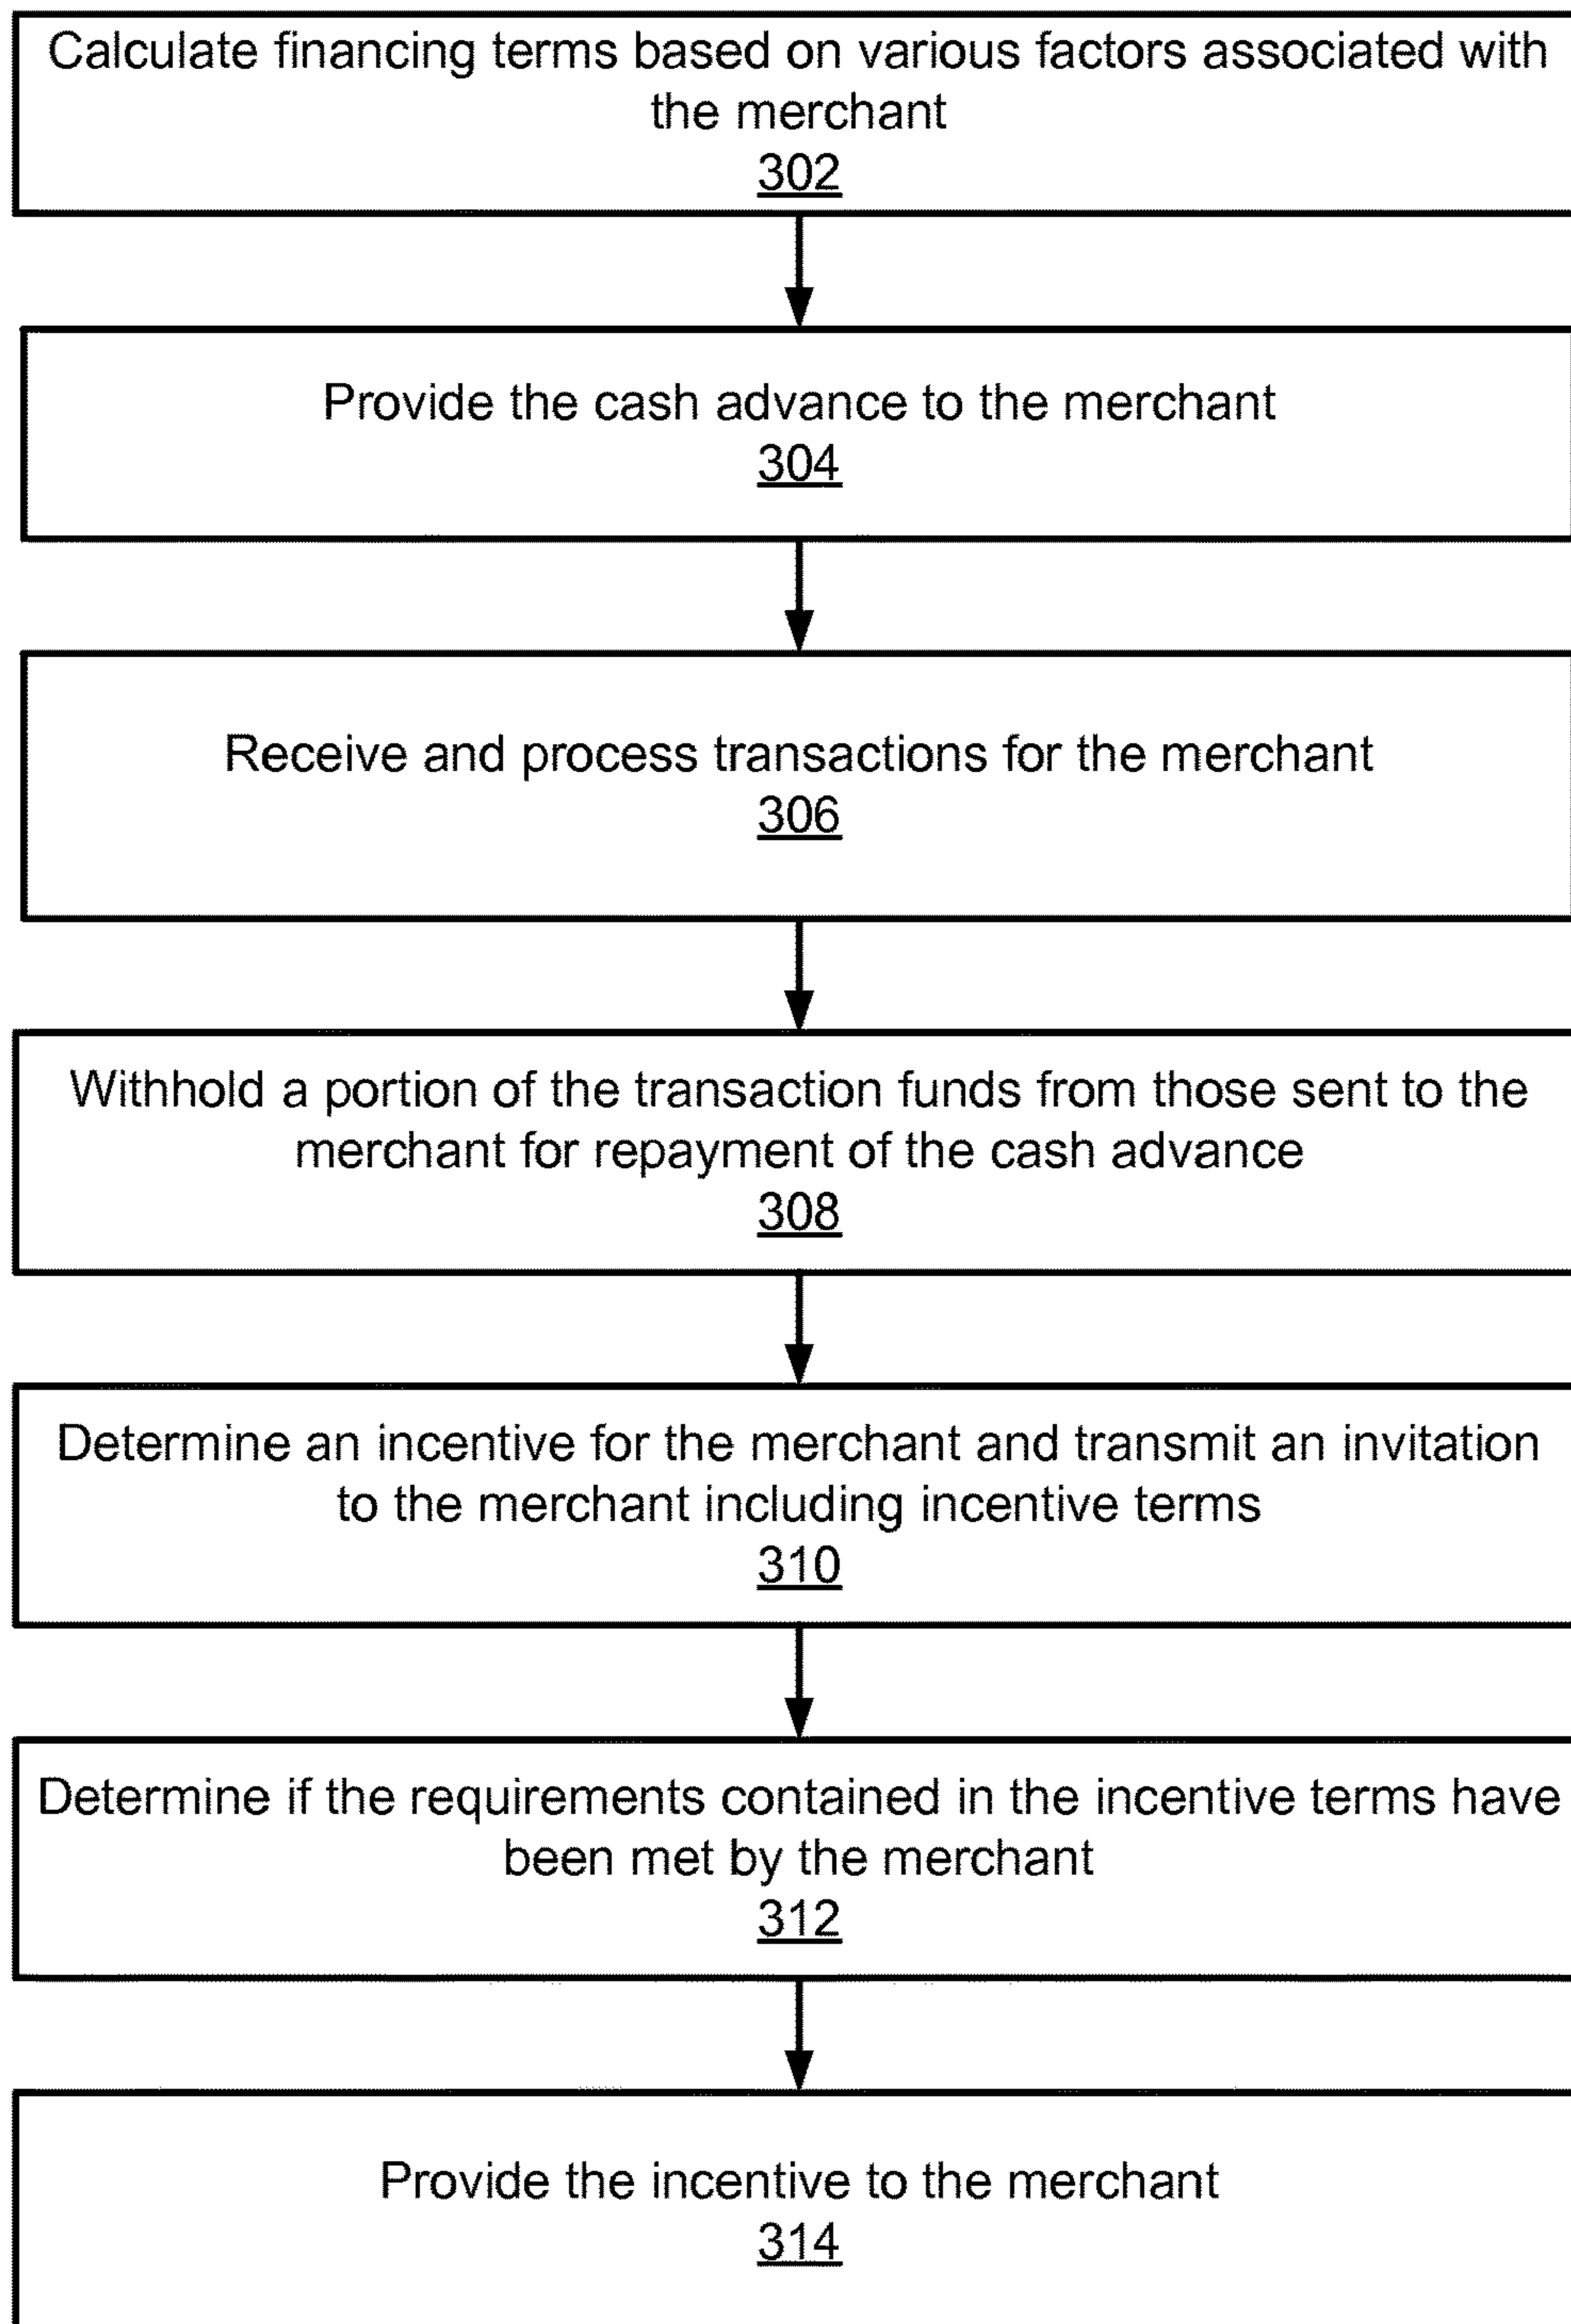 Calculate financing terms based on various factors associated with
the merchant
302
Provide the cash advance to the merchant
304
Receive and process transactions for the merchant
306
Withhold a portion of the transaction funds from those sent to the
merchant for repayment of the cash advance
308
Determine an incentive for the merchant and transmit an invitation
to the merchant including incentive terms
310
Determine if the requirements contained in the incentive terms have
been met by the merchant
312
Provide the incentive to the merchant
314